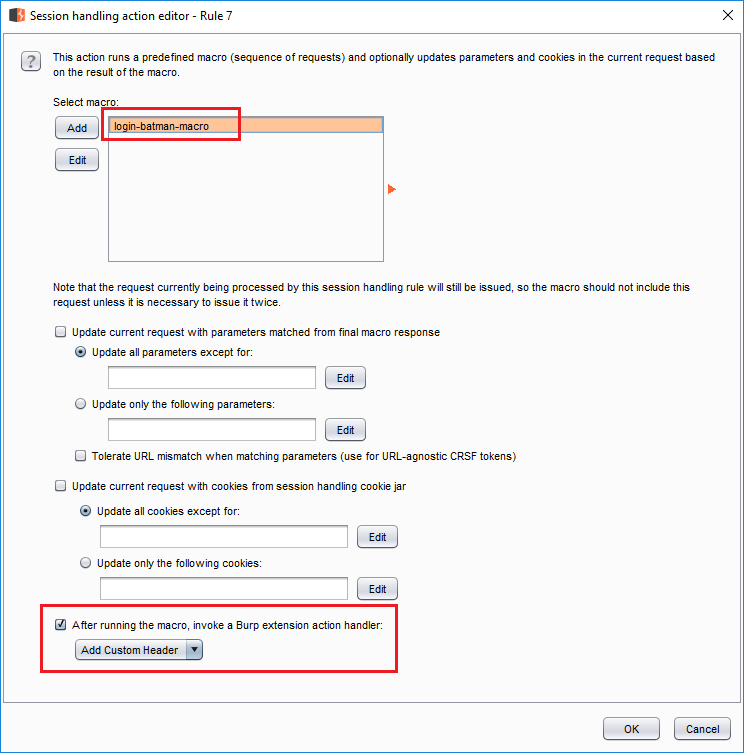 Session handling action editor - Rule 7
?
This action runs a predefined macro (sequence of requests) and optionally updates parameters and cookies in the current request based
on the result of the macro.
Select macro:
Add
login-batman-macro
Edit
Note that the request currently being processed by this session handling rule will still be issued, so the macro should not include this
request unless it is necessary to issue it twice.
Update current request with parameters matched from final macro response
Update all parameters except for:
Edit
Update only the following parameters:
Edit
Tolerate URL mismatch when matching parameters (use for URL-agnostic CRSF tokens)
Update current request with cookies from session handling cookie jar
Update all cookies except for:
Edit
Update only the following cookies:
Edit
After running the macro, invoke a Burp extension action handler:
Add Custom Header
OK
Cancel